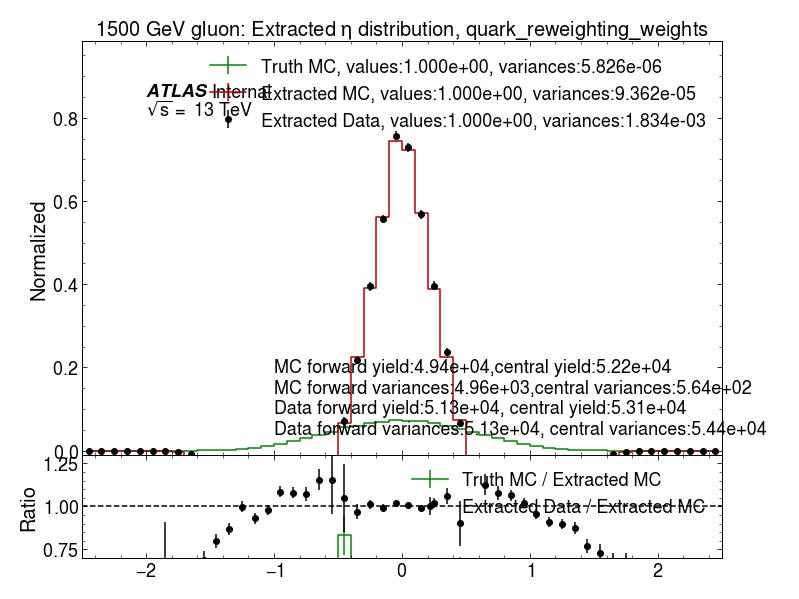 1500 GeV gluon: Extracted η distribution, quark_reweighting_weights
Truth MC, values:1.000e+00, variances:5.826e-06
ATLAS Internal
Extracted MC, values:1.000e+00, variances:9.362e-05
√s = 13 TeV
Extracted Data, values:1.000e+00, variances:1.834e-03
Normalized
0.8
0.6
0.4
0.2
0.0
MC forward yield:4.94e+04,central yield:5.22e+04
MC forward variances:4.96e+03,central variances:5.64e+02
Data forward yield:5.13e+04, central yield:5.31e+04
Data forward variances:5.13e+04, central variances:5.44e+04
Ratio
1.25
1.00
0.75
Truth MC / Extracted MC
Extracted Data / Extracted MC
−2 −1 0 1 2